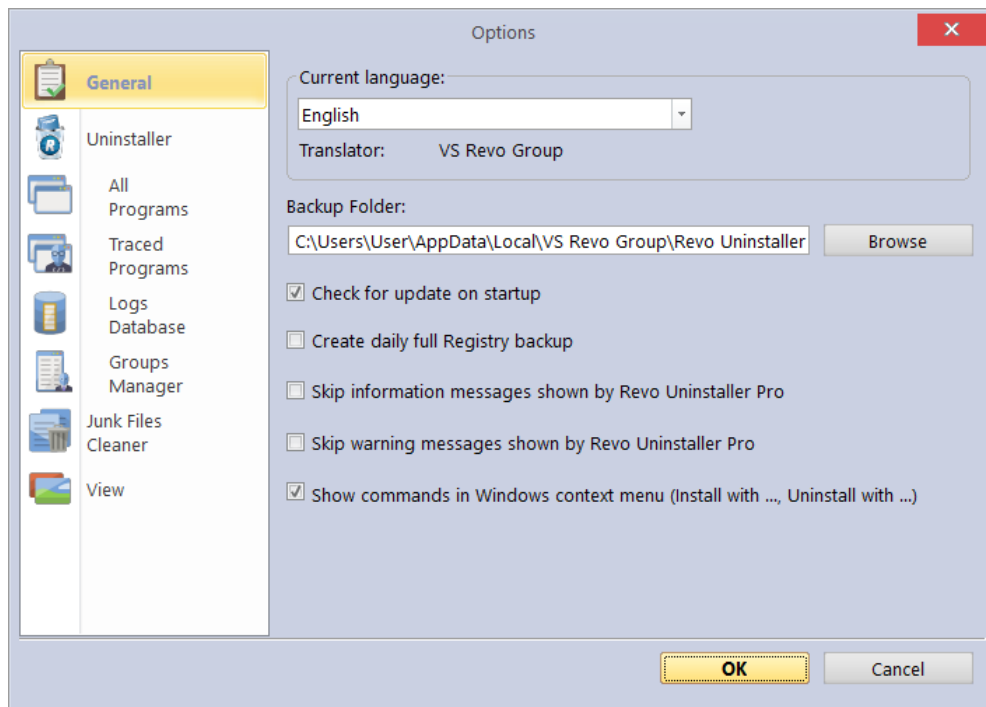 Options
General
Uninstaller
All
Programs
Traced
Programs
Logs
Database
Groups
Manager
Junk Files
Cleaner
View
Current language:
English
Translator: VS Revo Group
Backup Folder:
C:\Users\User\AppData\Local\VS Revo Group\Revo Uninstaller
Browse
Check for update on startup
Create daily full Registry backup
Skip information messages shown by Revo Uninstaller Pro
Skip warning messages shown by Revo Uninstaller Pro
Show commands in Windows context menu (Install with ..., Uninstall with ...)
OK
Cancel